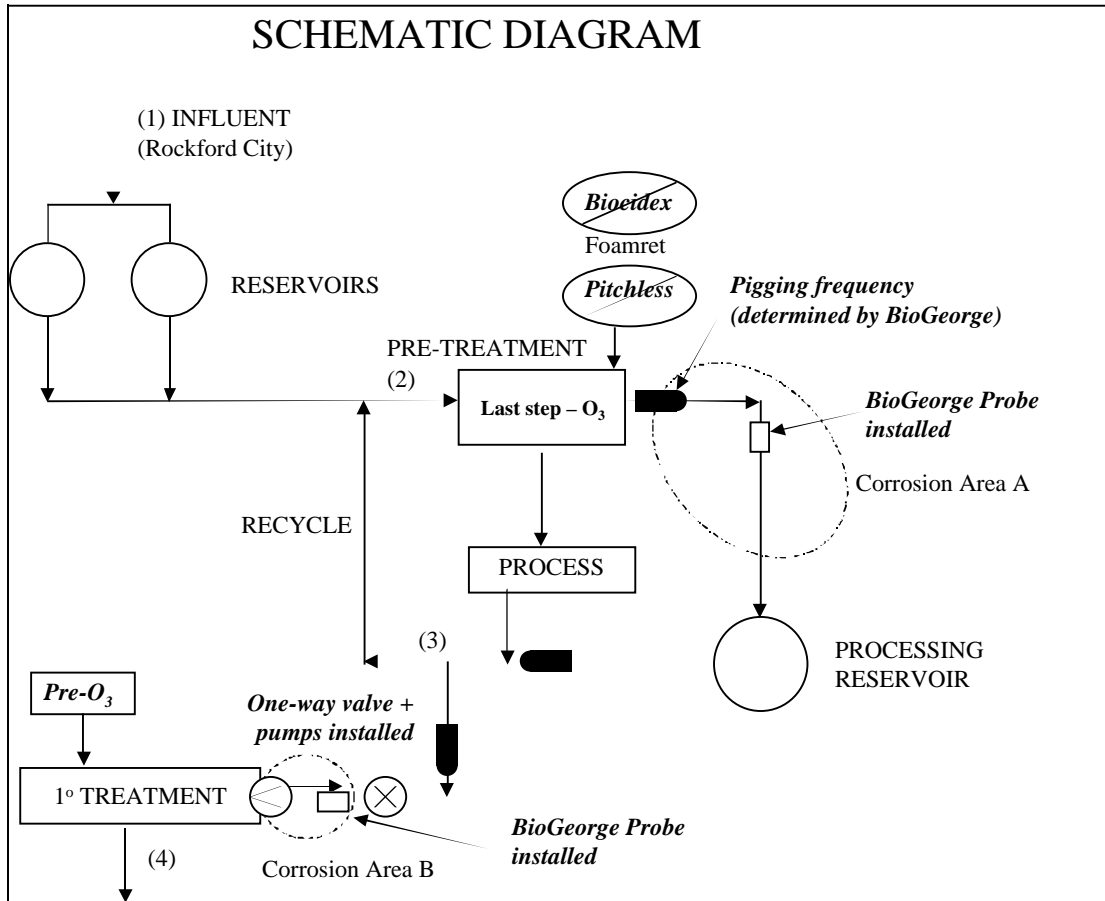 SCHEMATIC DIAGRAM
(1) INFLUENT
(Rockford City)
RESERVOIRS
Biocidex
Foamret
Pitchless
Pigging frequency
(determined by BioGeorge)
PRE-TREATMENT
(2)
Last step – O₃
BioGeorge Probe
installed
Corrosion Area A
RECYCLE
PROCESS
(3)
PROCESSING
RESERVOIR
Pre-O₃
One-way valve +
pumps installed
1º TREATMENT
BioGeorge Probe
installed
(4)
Corrosion Area B